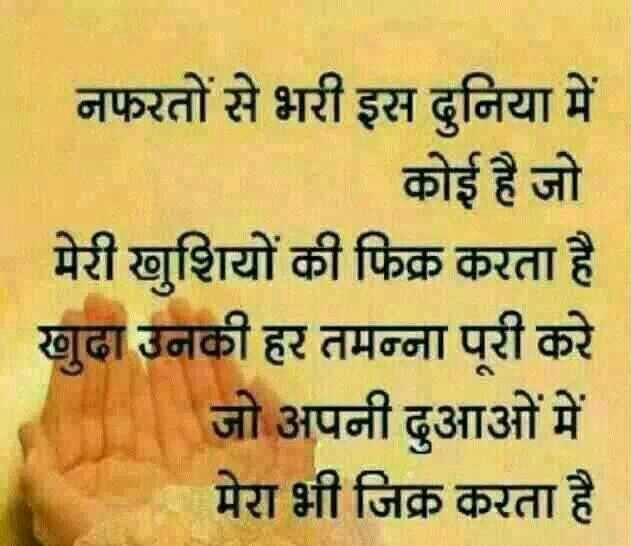 नफरतों से भरी इस दुनिया में
कोई है जो
मेरी खुशियों की फिक्र करता है
खुदा उनकी हर तमन्ना पूरी करे
जो अपनी दुआओं में
मेरा भी जिक्र करता है